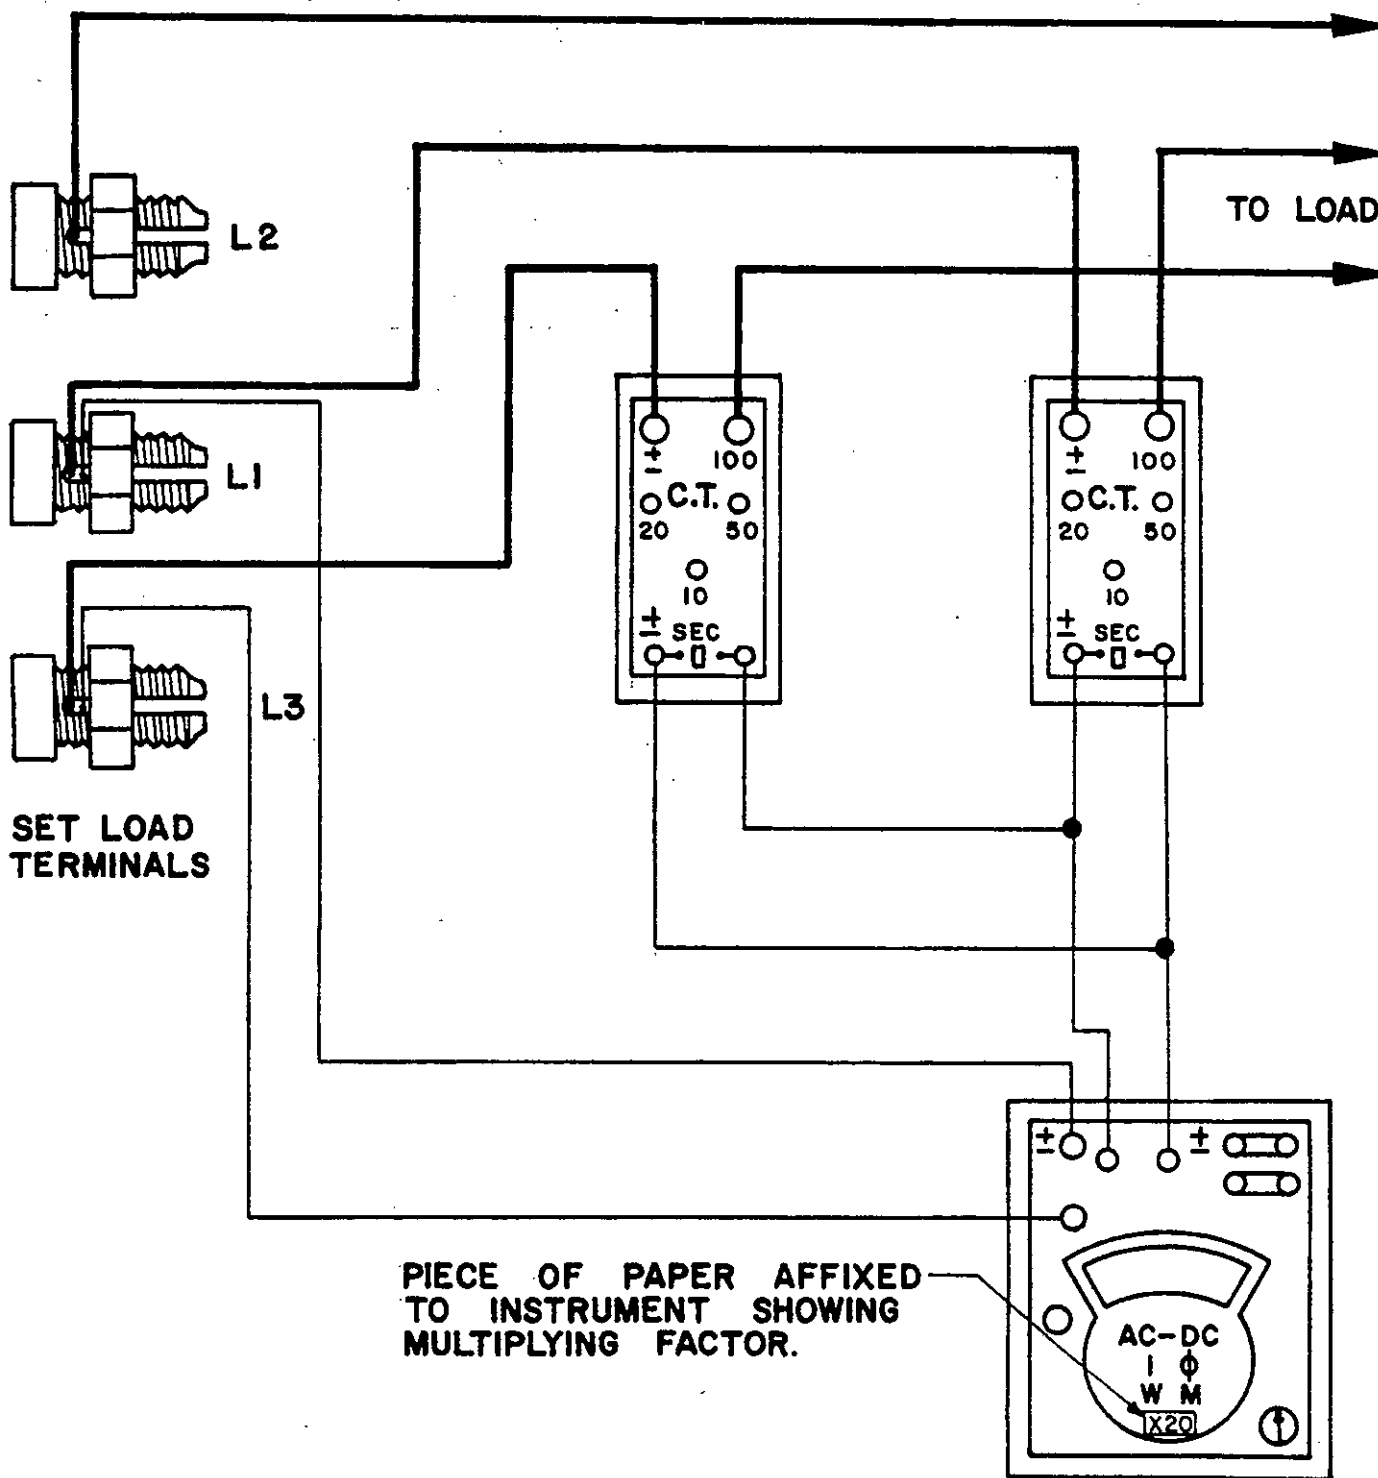 TO LOAD
L2
L1
L3
± 100
C.T.
20 50
10
± SEC
± 100
C.T.
20 50
10
± SEC
SET LOAD
TERMINALS
± ±
PIECE OF PAPER AFFIXED
TO INSTRUMENT SHOWING
MULTIPLYING FACTOR.
AC-DC
1 ϕ
W M
X20